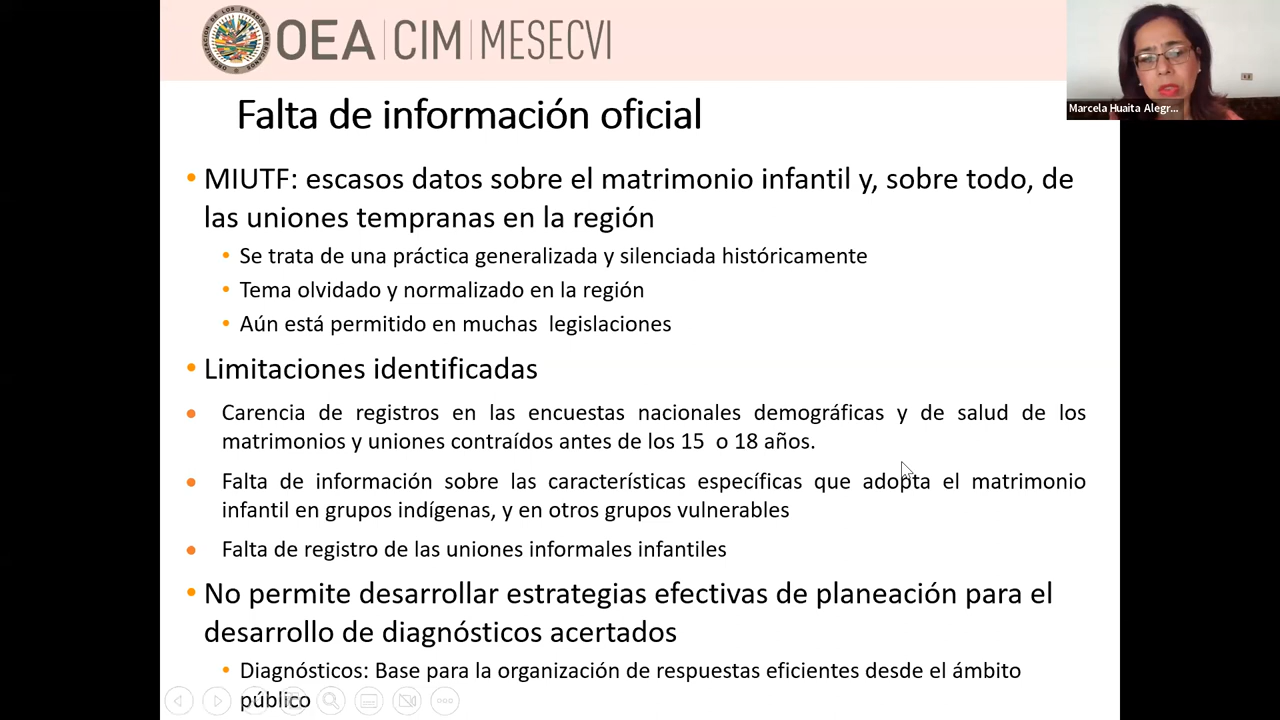 OEA CIM MESECVI
Marcela Huaita Alegr...
Falta de información oficial
• MIUTF: escasos datos sobre el matrimonio infantil y, sobre todo, de
las uniones tempranas en la región
• Se trata de una práctica generalizada y silenciada históricamente
• Tema olvidado y normalizado en la región
• Aún está permitido en muchas legislaciones
• Limitaciones identificadas
• Carencia de registros en las encuestas nacionales demográficas y de salud de los
matrimonios y uniones contraídos antes de los 15 o 18 años.
• Falta de información sobre las características específicas que adopta el matrimonio
infantil en grupos indígenas, y en otros grupos vulnerables
• Falta de registro de las uniones informales infantiles
• No permite desarrollar estrategias efectivas de planeación para el
desarrollo de diagnósticos acertados
• Diagnósticos: Base para la organización de respuestas eficientes desde el ámbito
público